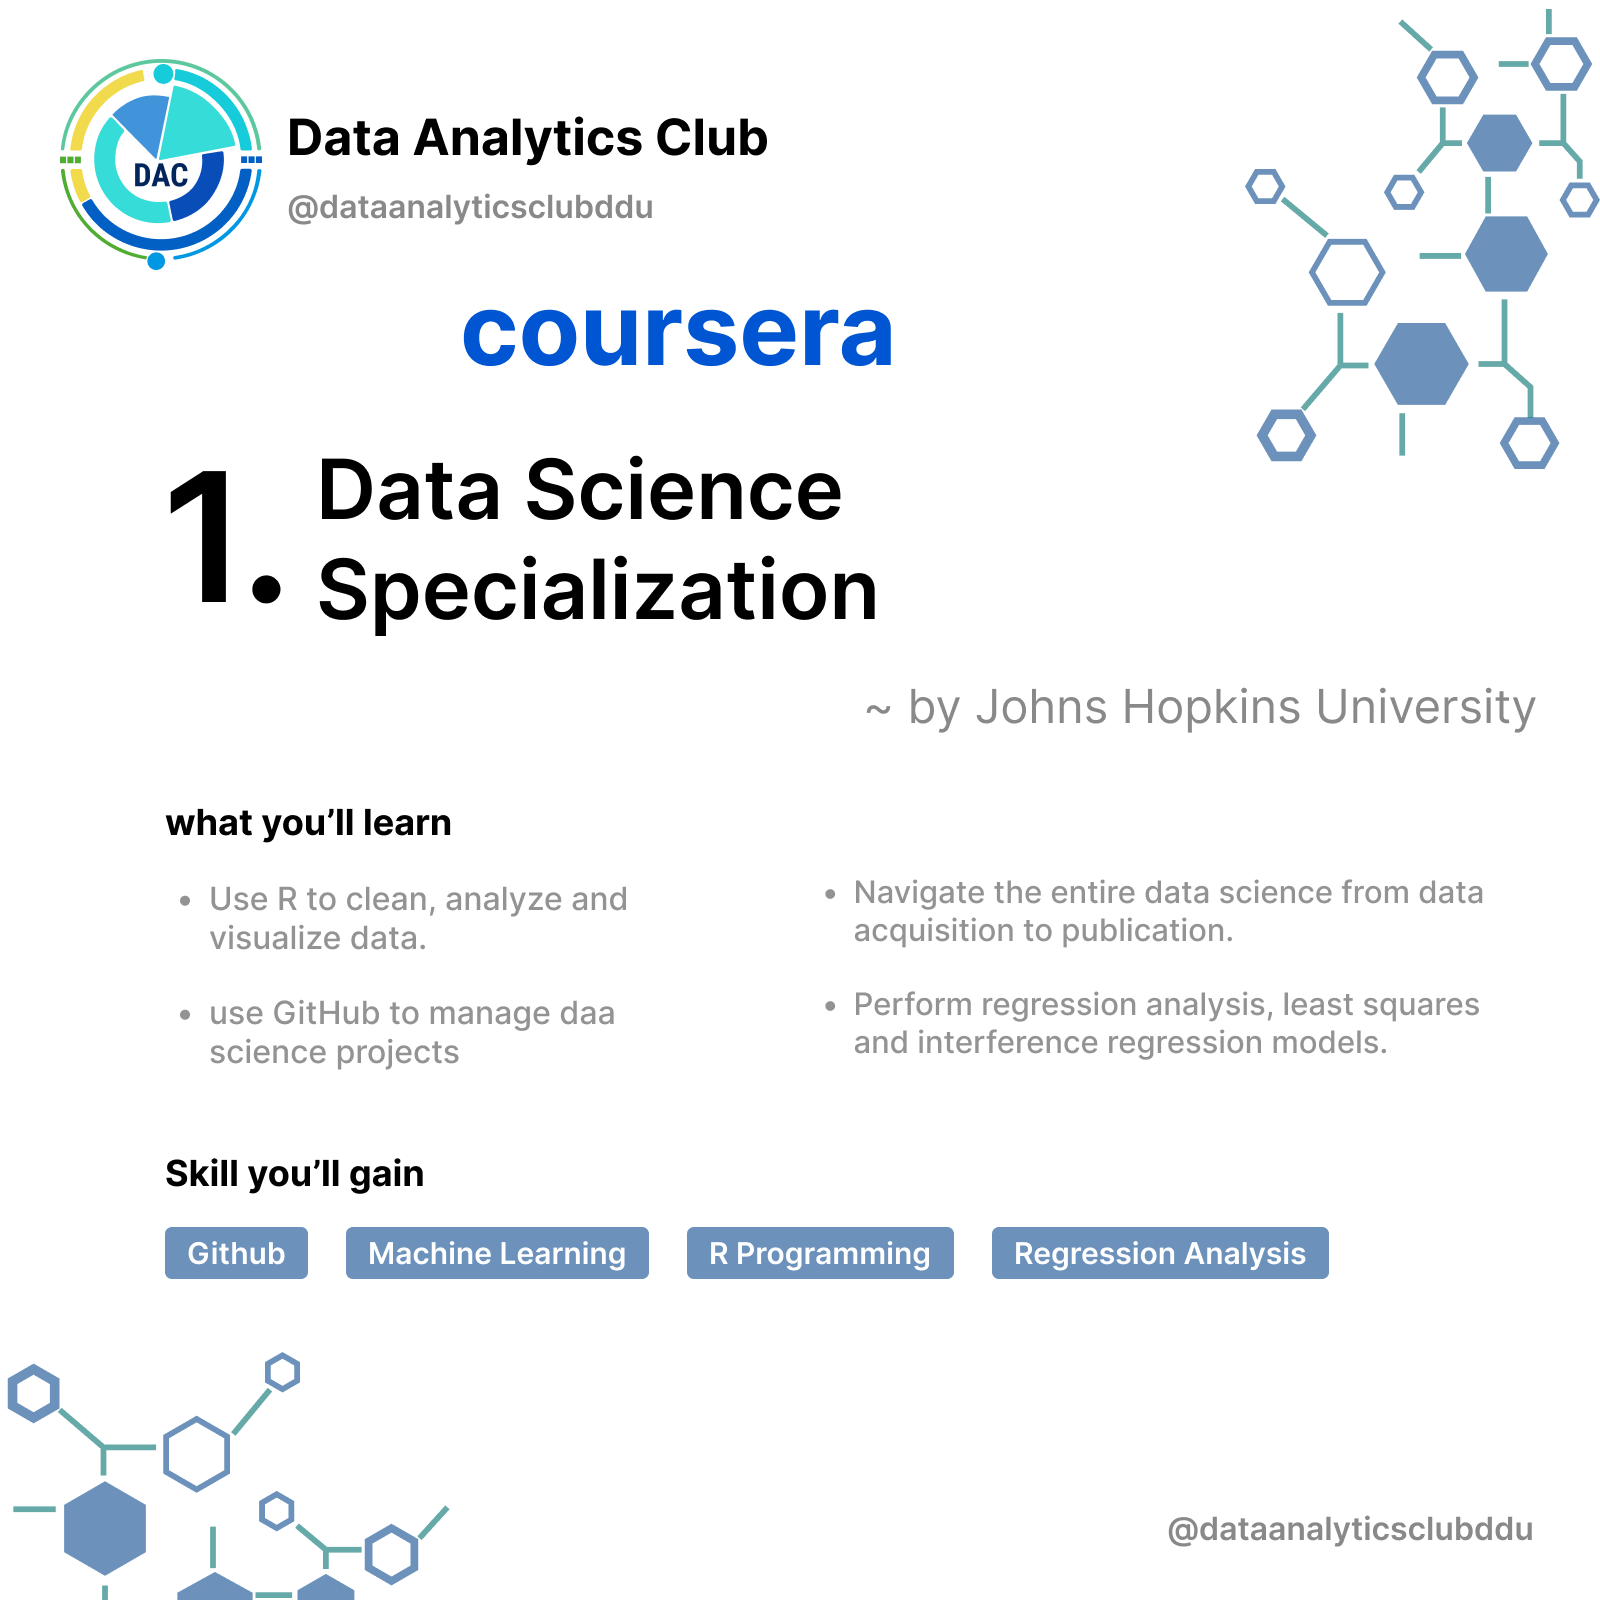 DAC
Data Analytics Club
@dataanalyticsclubddu
coursera
1. Data Science
Specialization
~ by Johns Hopkins University
what you’ll learn
• Use R to clean, analyze and
visualize data.
• use GitHub to manage daa
science projects
• Navigate the entire data science from data
acquisition to publication.
• Perform regression analysis, least squares
and interference regression models.
Skill you’ll gain
Github
Machine Learning
R Programming
Regression Analysis
@dataanalyticsclubddu